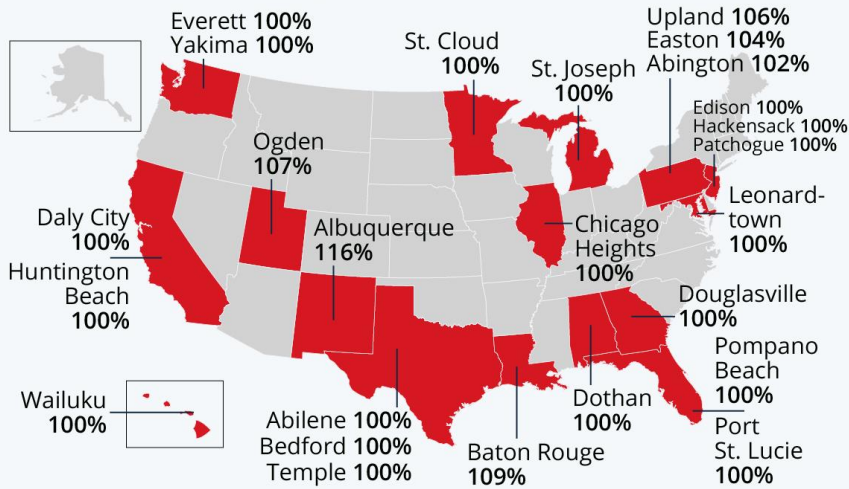 Everett 100%
Yakima 100%
St. Cloud
100%
St. Joseph
100%
Upland 106%
Easton 104%
Abington 102%
Edison 100%
Hackensack 100%
Patchogue 100%
Ogden
107%
Leonard-
town
100%
Daly City
100%
Huntington
Beach
100%
Albuquerque
116%
Chicago
Heights
100%
Douglasville
100%
Pompano
Beach
100%
Port
St. Lucie
100%
Wailuku
100%
Abilene 100%
Bedford 100%
Temple 100%
Baton Rouge
109%
Dothan
100%